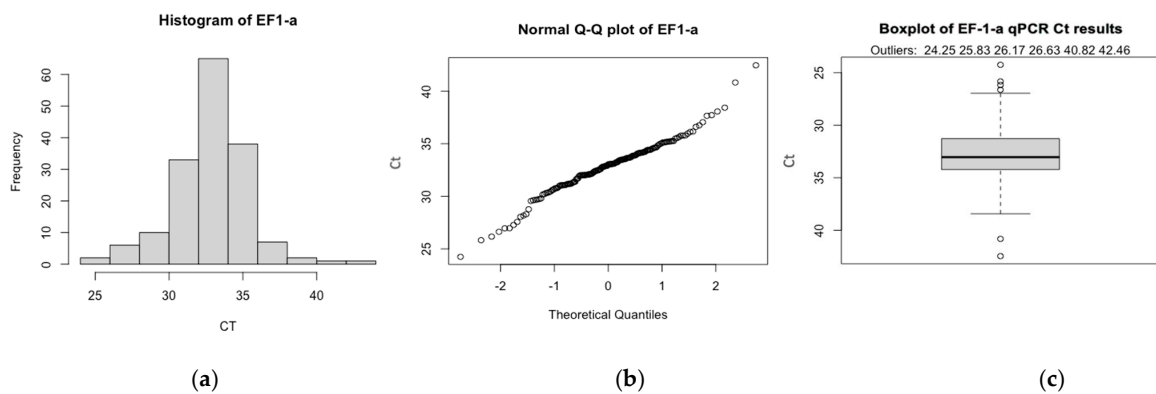 Histogram of EF1-a
Frequency
0 10 20 30 40 50 60
25 30 35 40
CT
(a)
Normal Q-Q plot of EF1-a
Ct
25 30 35 40
-2 -1 0 1 2
Theoretical Quantiles
(b)
Boxplot of EF-1-a qPCR Ct results
Outliers: 24.25 25.83 26.17 26.63 40.82 42.46
Ct
25 30 35 40
(c)